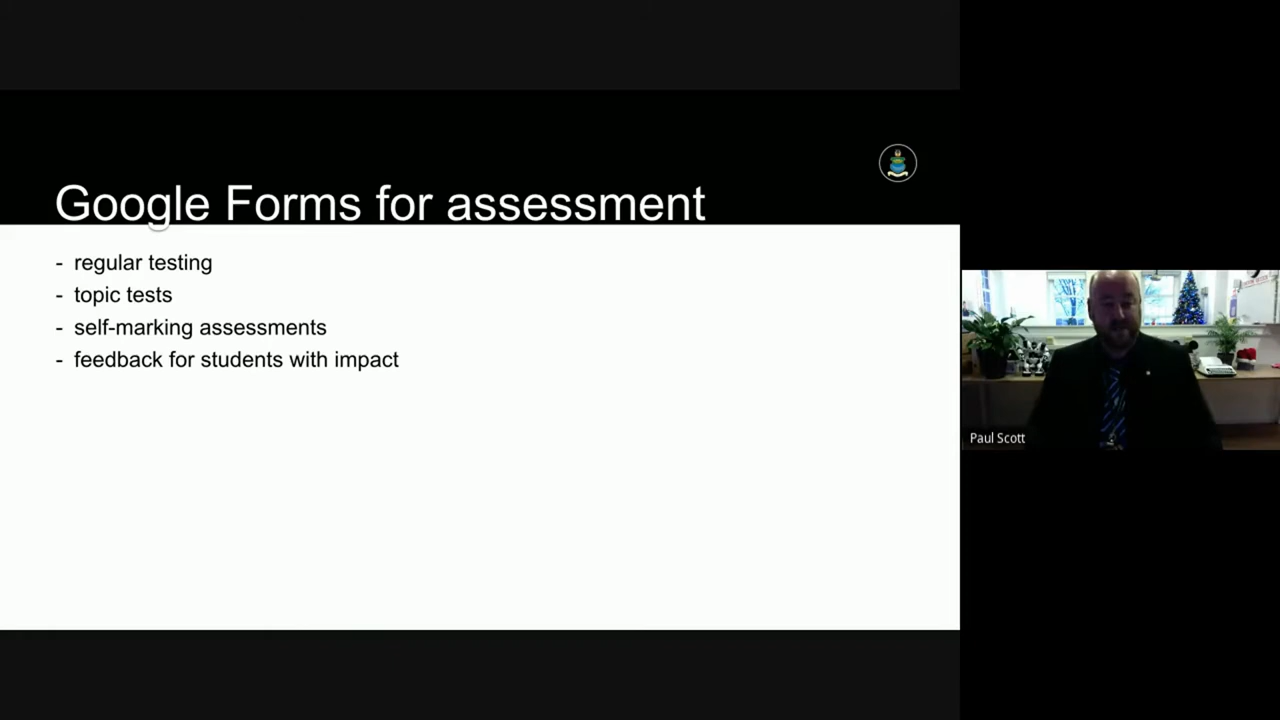 Google Forms for assessment
- regular testing
- topic tests
- self-marking assessments
- feedback for students with impact
Paul Scott